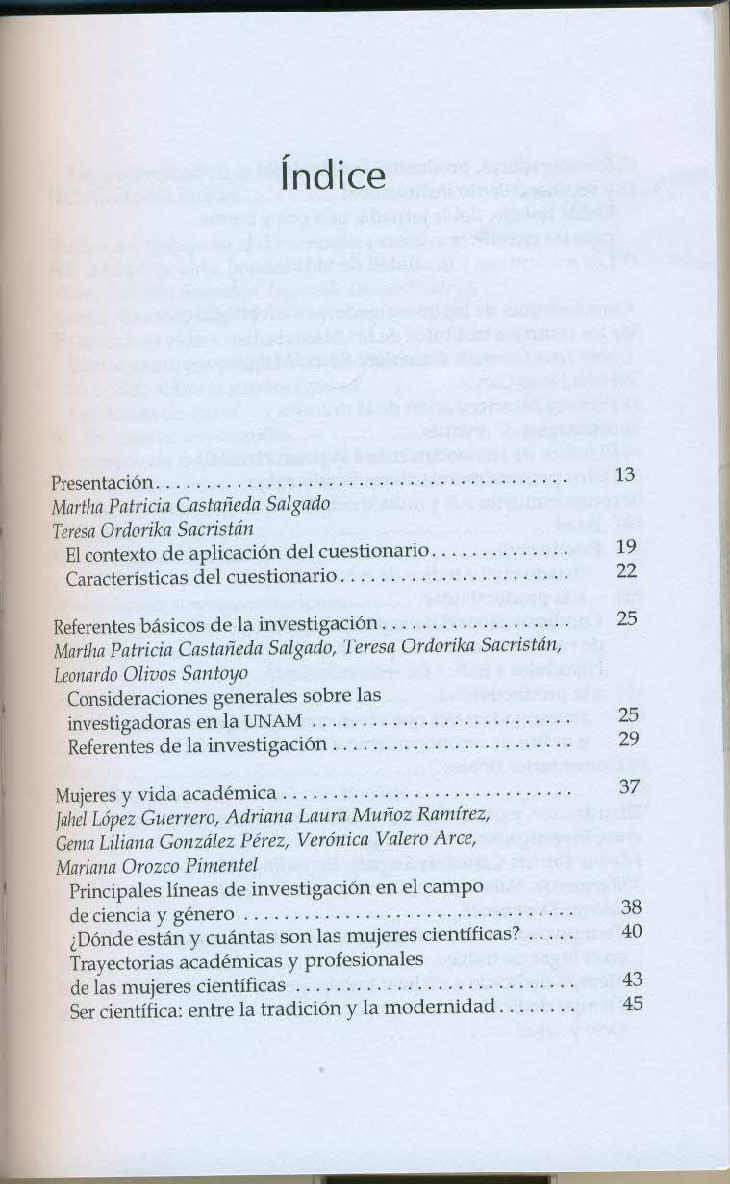 Índice
Presentación. . . . . . . . . . . . . . . . . . . . . . . . . . . . . . . . . . . 13
Martha Patricia Castañeda Salgado
Teresa Ordorika Sacristán
El contexto de aplicación del cuestionario. . . . . . . . . . . . . 19
Características del cuestionario. . . . . . . . . . . . . . . . . . . . . 22
Referentes básicos de la investigación . . . . . . . . . . . . . . . . . 25
Martha Patricia Castañeda Salgado, Teresa Ordorika Sacristán,
Leonardo Olivos Santoyo
Consideraciones generales sobre las
investigadoras en la UNAM . . . . . . . . . . . . . . . . . . . . . . . 25
Referentes de la investigación . . . . . . . . . . . . . . . . . . . . . 29
Mujeres y vida académica . . . . . . . . . . . . . . . . . . . . . . . . . . 37
Jahel López Guerrero, Adriana Laura Muñoz Ramírez,
Gema Liliana González Pérez, Verónica Valero Arce,
Mariana Orozco Pimentel
Principales líneas de investigación en el campo
de ciencia y género . . . . . . . . . . . . . . . . . . . . . . . . . . . . . 38
¿Dónde están y cuántas son las mujeres científicas? . . . . . 40
Trayectorias académicas y profesionales
de las mujeres científicas . . . . . . . . . . . . . . . . . . . . . . . . 43
Ser científica: entre la tradición y la modernidad . . . . . . . . 45